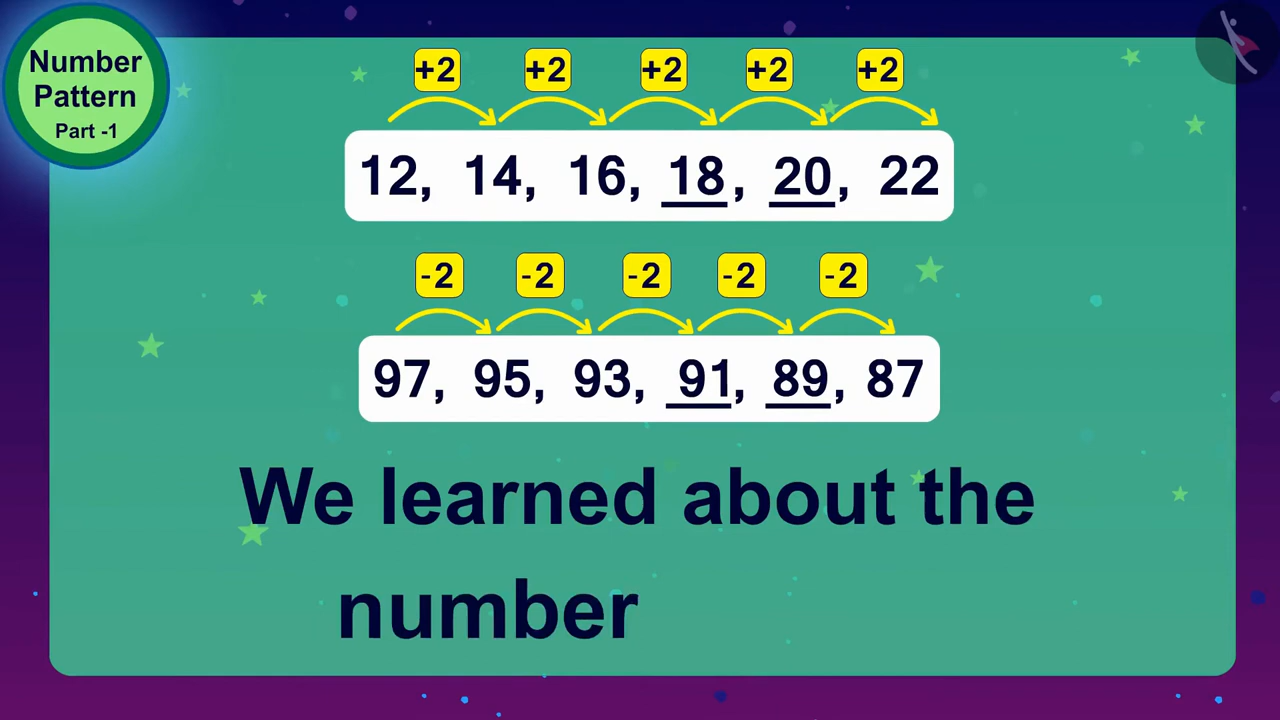 Number
Pattern
Part -1
+2 +2 +2 +2 +2
12, 14, 16, 18, 20, 22
-2 -2 -2 -2 -2
97, 95, 93, 91, 89, 87
We learned about the
number